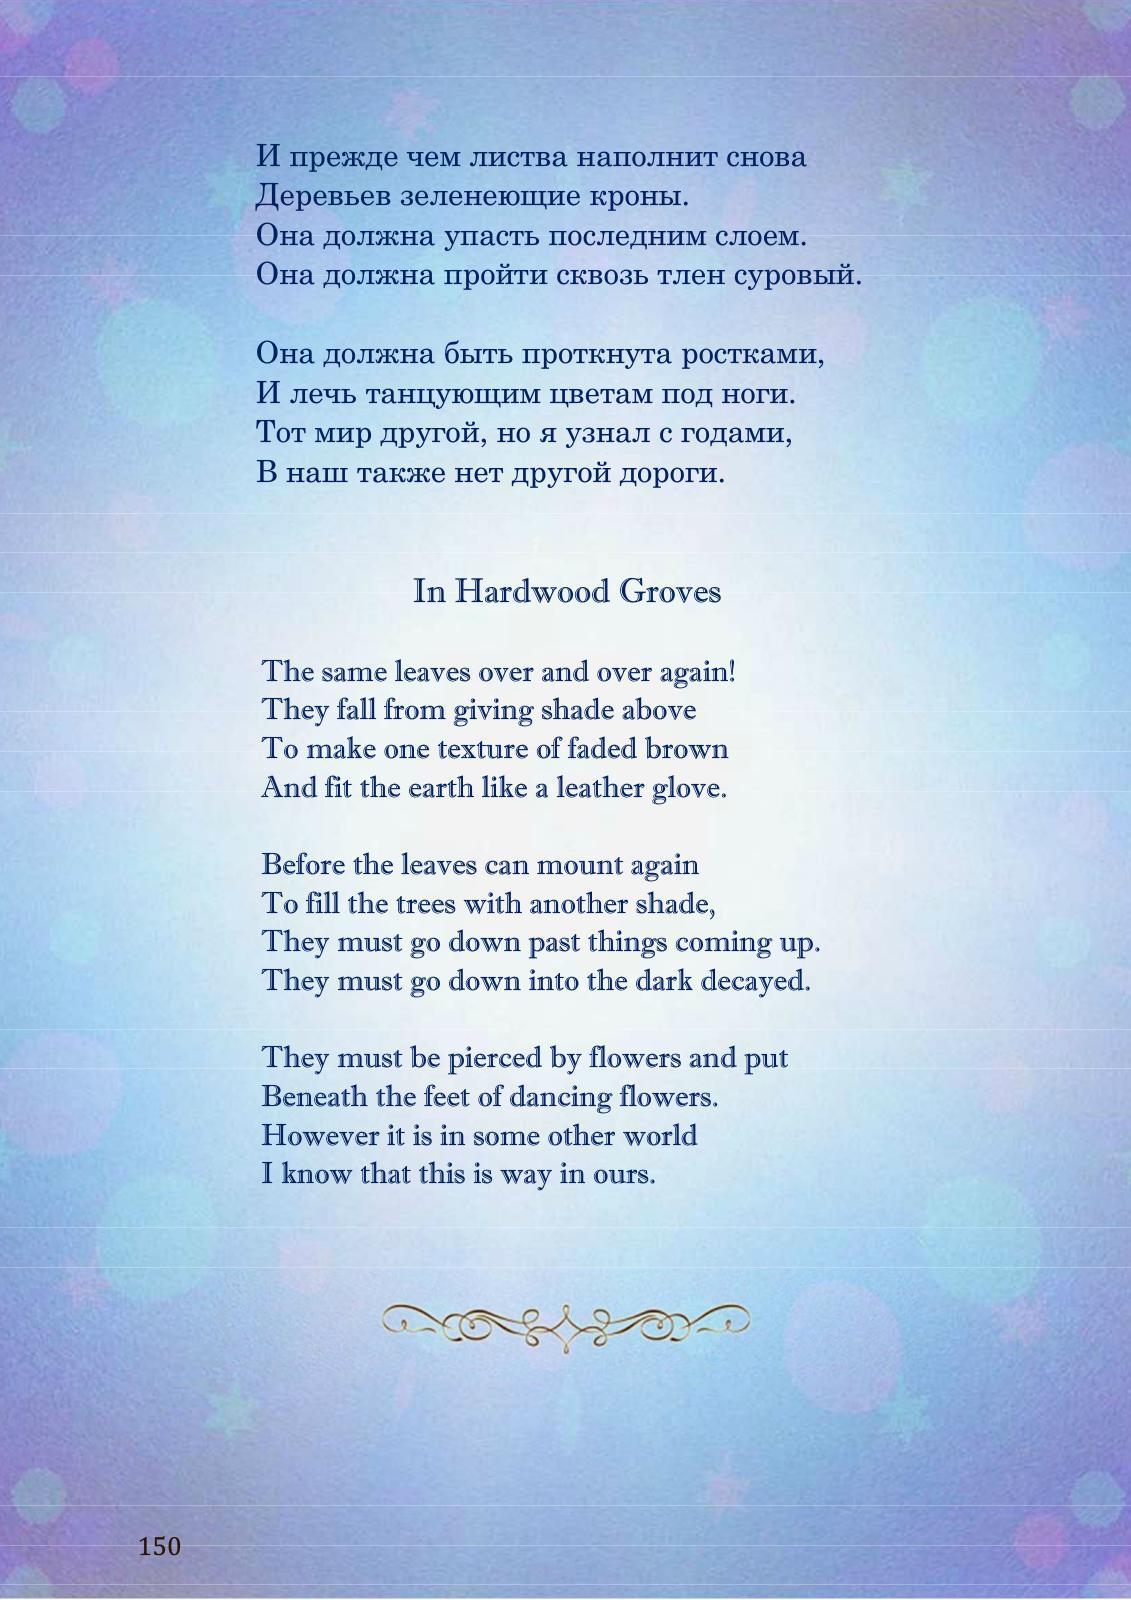 И прежде чем листва наполнит снова
Деревьев зеленеющие кроны.
Она должна упасть последним слоем.
Она должна пройти сквозь тлен суровый.
Она должна быть проткнута ростками,
И лечь танцующим цветам под ноги.
Тот мир другой, но я узнал с годами,
В наш также нет другой дороги.
In Hardwood Groves
The same leaves over and over again!
They fall from giving shade above
To make one texture of faded brown
And fit the earth like a leather glove.
Before the leaves can mount again
To fill the trees with another shade,
They must go down past things coming up.
They must go down into the dark decayed.
They must be pierced by flowers and put
Beneath the feet of dancing flowers.
However it is in some other world
I know that this is way in ours.
150